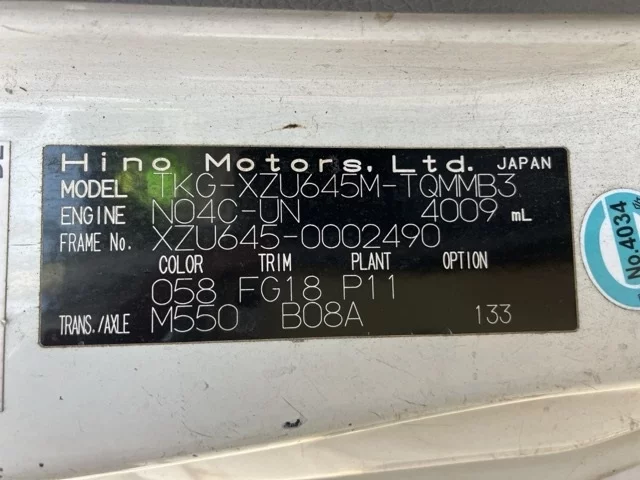 Hino Motors, Ltd. JAPAN
MODEL TKG-XZU645M-TQMMB3
ENGINE N04C-UN 4009 mL
FRAME No. XZU645-0002490
COLOR TRIM PLANT OPTION
058 FG18 P11
TRANS./AXLE M550 B08A 133
No.4034